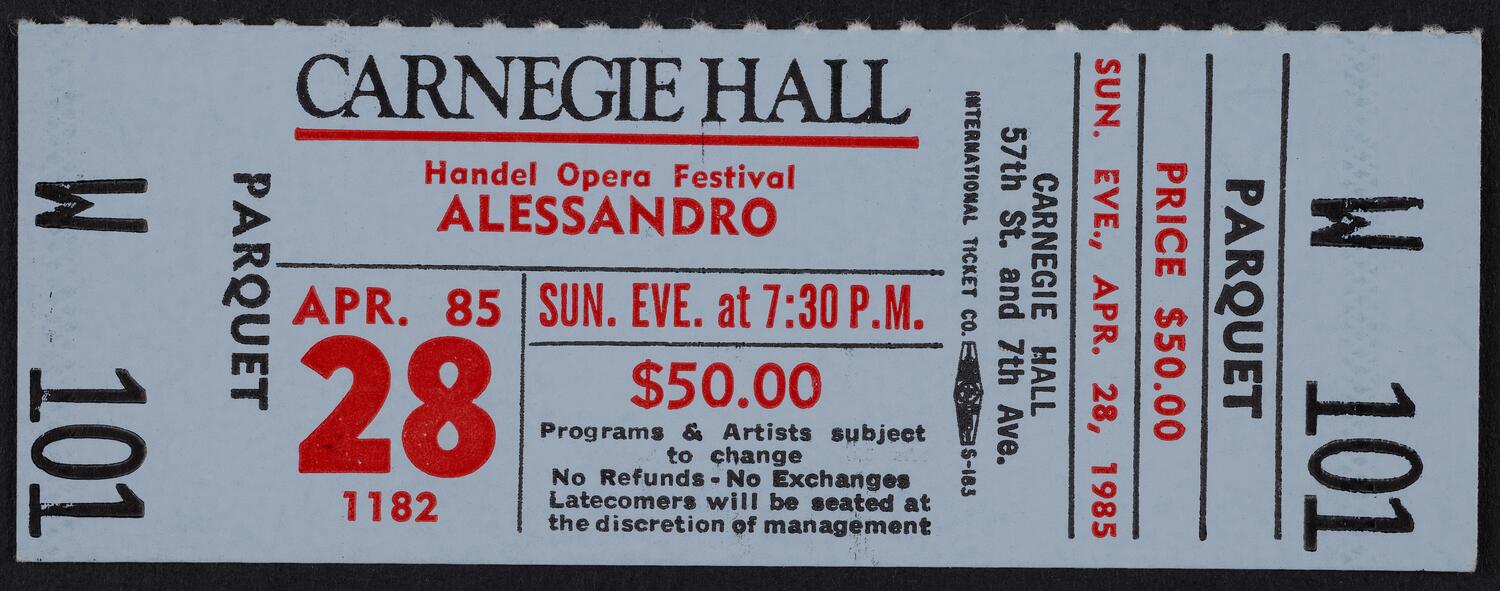 W 101
PARQUET
CARNEGIE HALL
Handel Opera Festival
ALESSANDRO
APR. 85
28
1182
SUN. EVE. at 7:30 P.M.
$50.00
Programs & Artists subject
to change
No Refunds - No Exchanges
Latecomers will be seated at
the discretion of management
CARNEGIE HALL
57th St. and 7th Ave.
INTERNATIONAL TICKET CO. S-183
SUN. EVE., APR. 28, 1985
PRICE $50.00
PARQUET
W 101